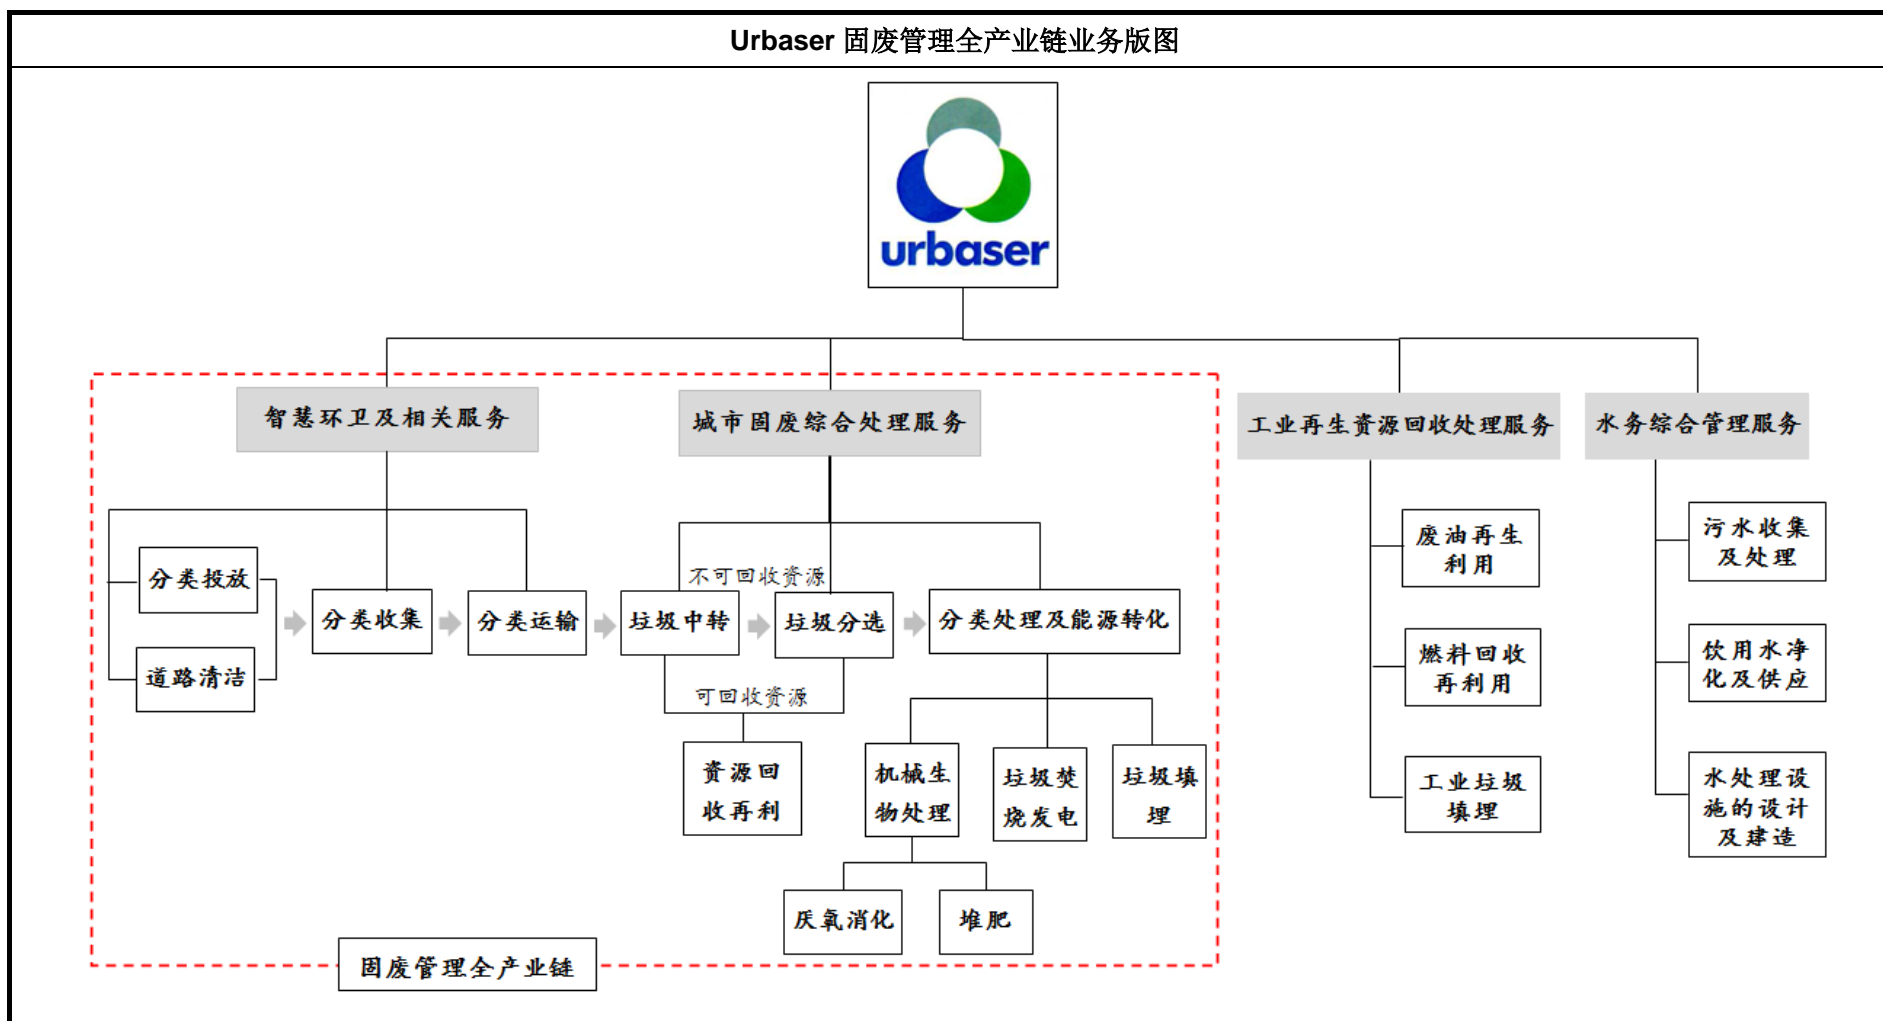 Urbaser 固废管理全产业链业务版图
urbaser
智慧环卫及相关服务
城市固废综合处理服务
工业再生资源回收处理服务
水务综合管理服务
分类投放
道路清洁
分类收集
分类运输
不可回收资源
垃圾中转
垃圾分选
分类处理及能源转化
可回收资源
资源回
收再利
机械生
物处理
垃圾焚
烧发电
垃圾填
埋
厌氧消化
堆肥
固废管理全产业链
废油再生
利用
燃料回收
再利用
工业垃圾
填埋
污水收集
及处理
饮用水净
化及供应
水处理设
施的设计
及建造